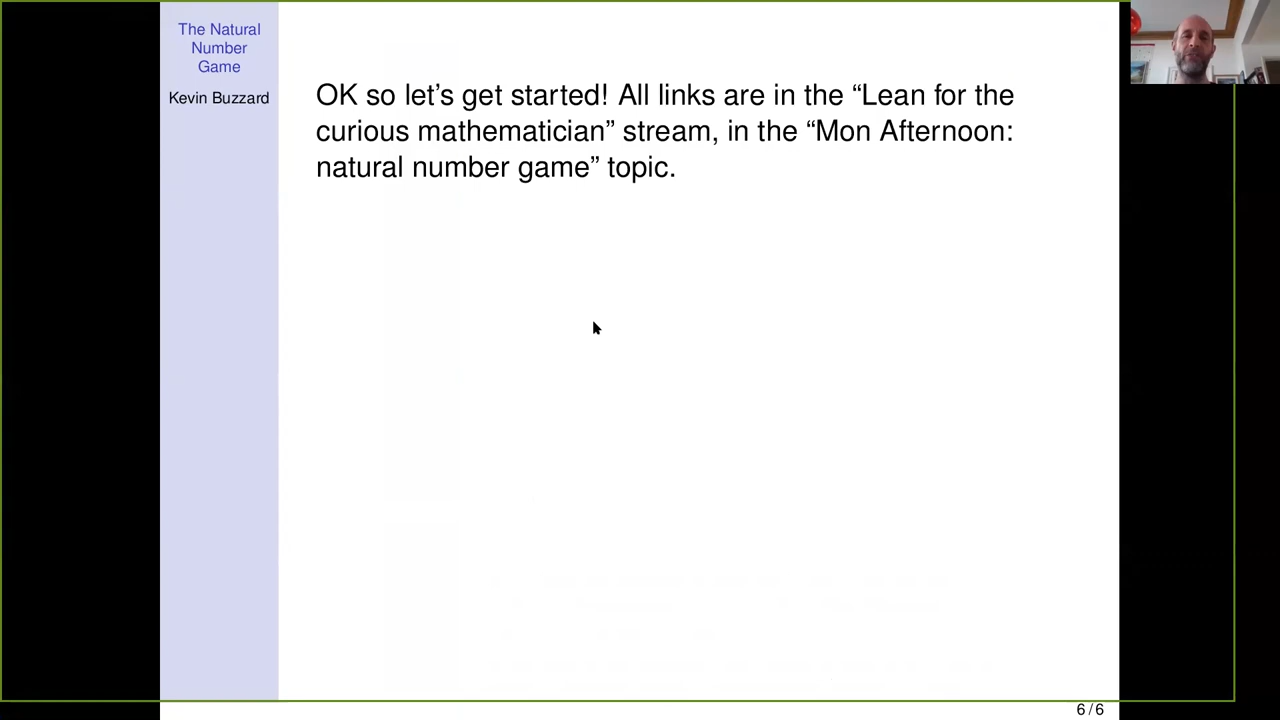 The Natural
Number
Game
Kevin Buzzard
OK so let’s get started! All links are in the “Lean for the
curious mathematician” stream, in the “Mon Afternoon:
natural number game” topic.
6 / 6